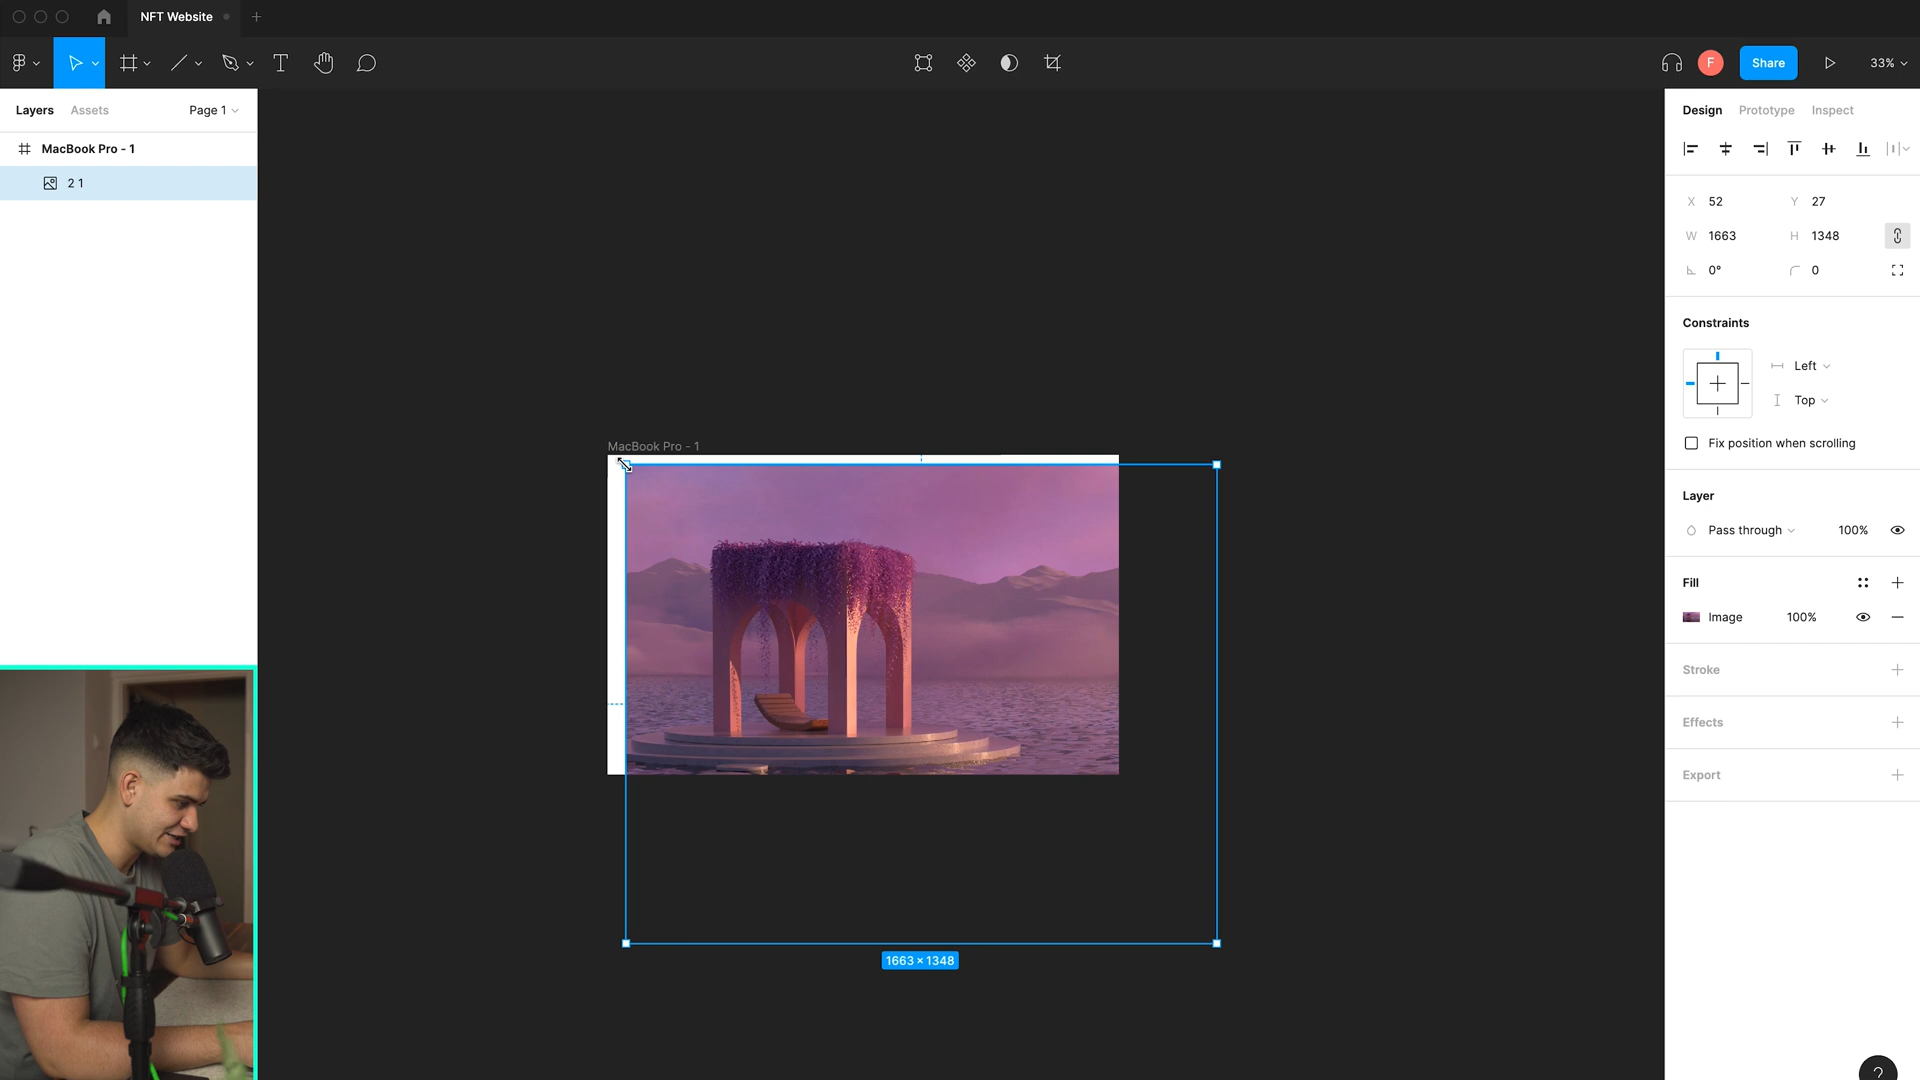 NFT Website
F
Share
33%
Layers
Assets
Page 1
MacBook Pro - 1
2 1
Design
Prototype
Inspect
X 52
Y 27
W 1663
H 1348
0°
0
Constraints
Left
Top
Fix position when scrolling
Layer
Pass through
100%
Fill
Image
100%
Stroke
Effects
Export
MacBook Pro - 1
1663 × 1348
?